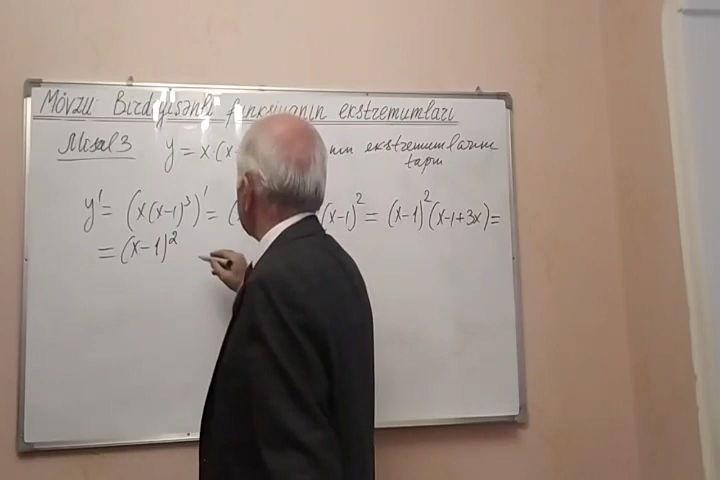 Mövzu: Birdəyişənli funksiyanın ekstremumları
Misal 3 y = x·(x- nın ekstremumlarını
tapın
y' = (x(x-1)³)' = ( (x-1)² = (x-1)²(x-1+3x) =
= (x-1)²